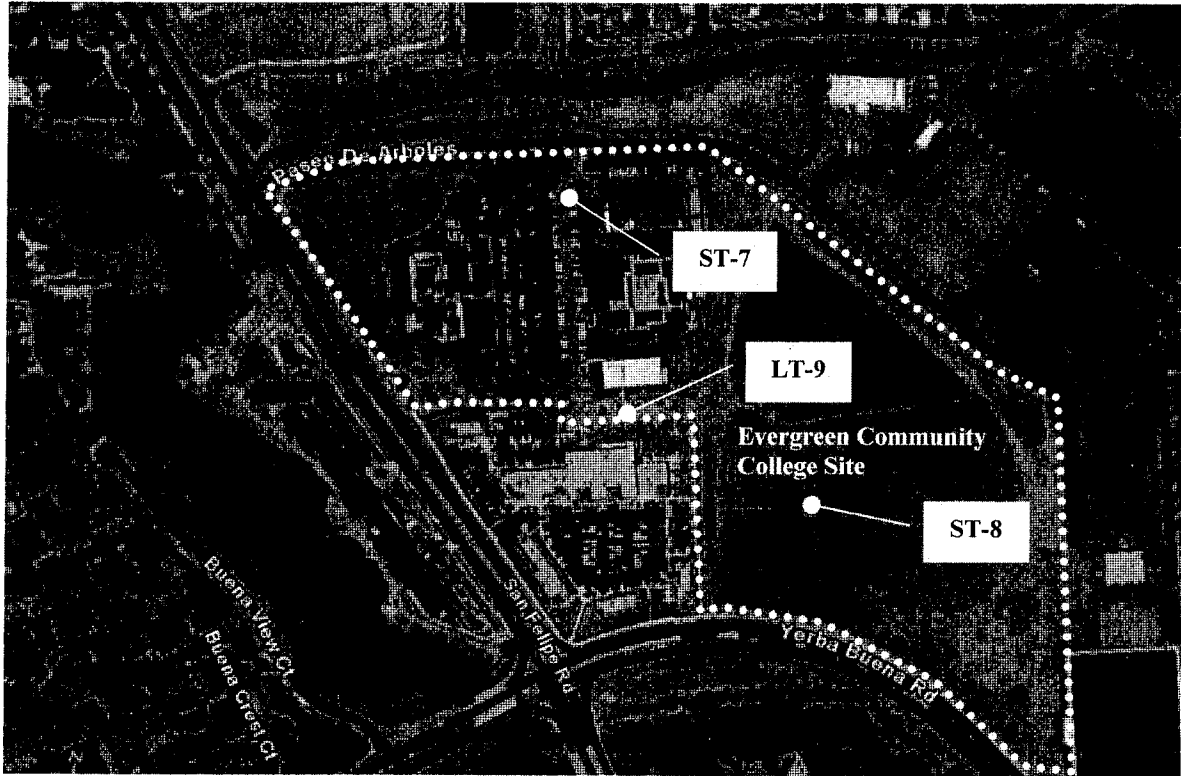 Paseo De Arboles
ST-7
LT-9
Evergreen Community
College Site
ST-8
San Felipe Rd
Yerba Buena Rd
Buena View Ct
Buena Crest Ct